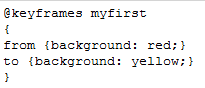 @keyframes myfirst
{
from {background: red;}
to {background: yellow;}
}